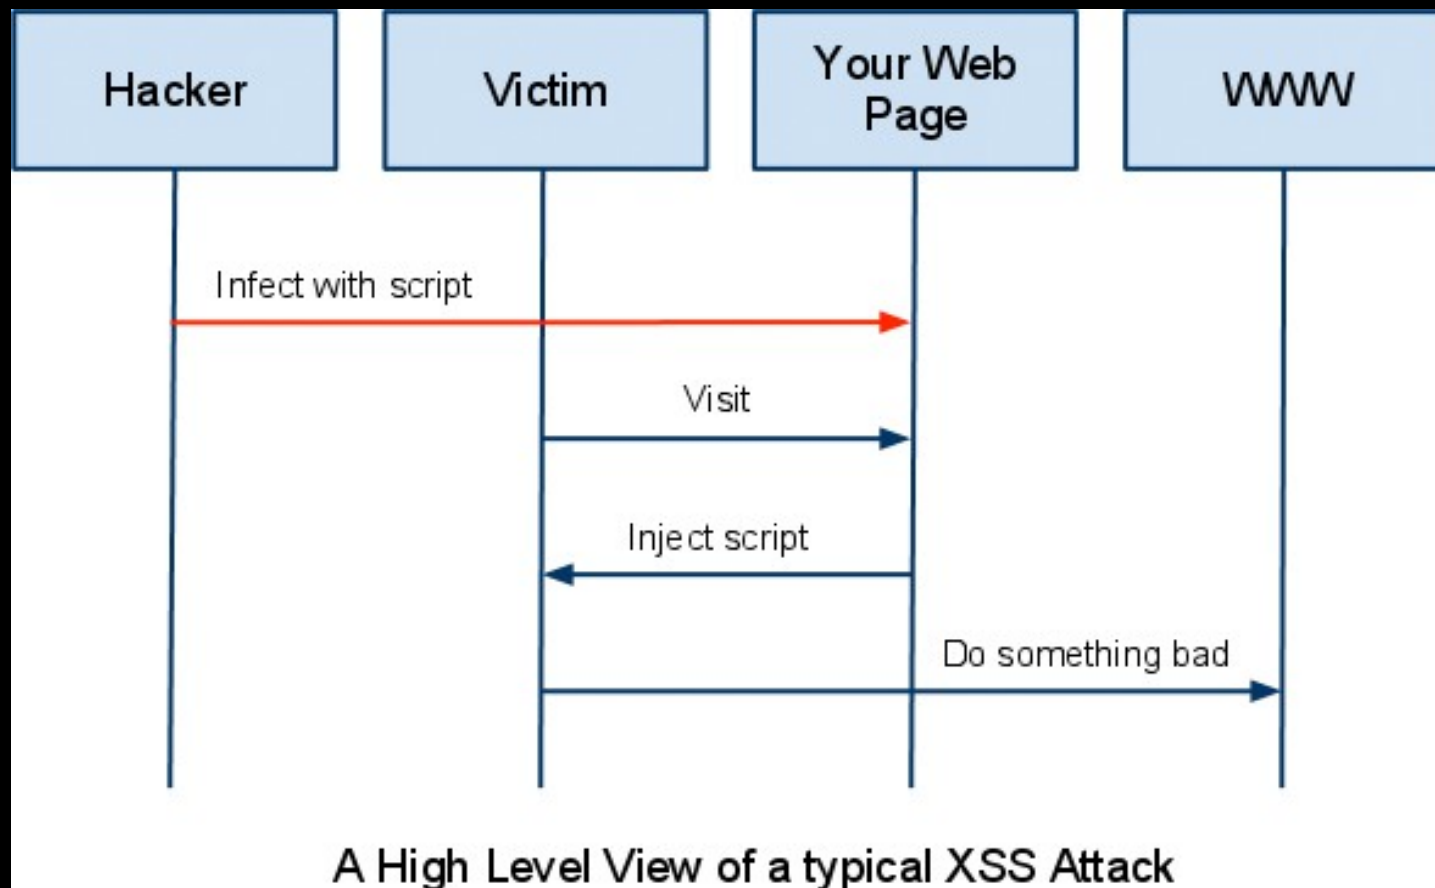 Hacker
Victim
Your Web
Page
WWW
Infect with script
Visit
Inject script
Do something bad
A High Level View of a typical XSS Attack